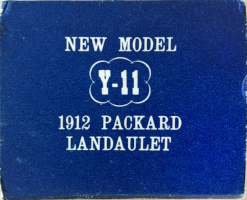 NEW MODEL
Y-11
1912 PACKARD
LANDAULET